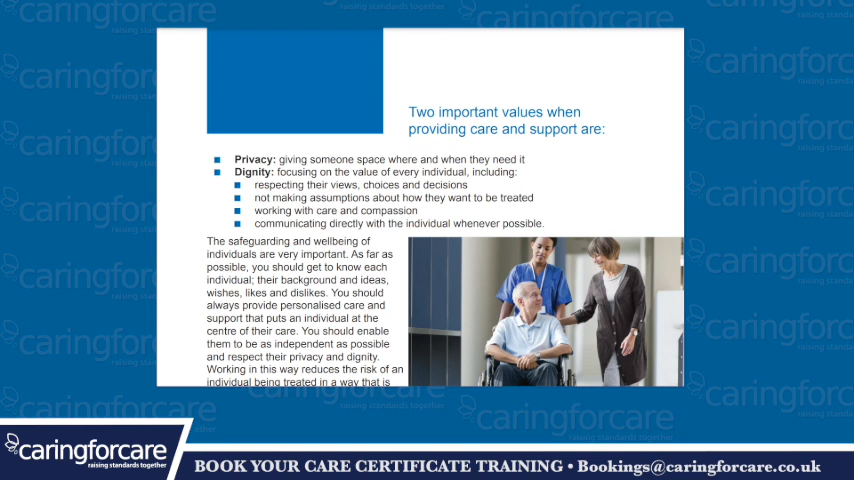 Two important values when
providing care and support are:
Privacy: giving someone space where and when they need it
Dignity: focusing on the value of every individual, including:
respecting their views, choices and decisions
not making assumptions about how they want to be treated
working with care and compassion
communicating directly with the individual whenever possible.
The safeguarding and wellbeing of
individuals are very important. As far as
possible, you should get to know each
individual; their background and ideas,
wishes, likes and dislikes. You should
always provide personalised care and
support that puts an individual at the
centre of their care. You should enable
them to be as independent as possible
and respect their privacy and dignity.
Working in this way reduces the risk of an
individual being treated in a way that is
caringforcare
raising standards together
BOOK YOUR CARE CERTIFICATE TRAINING • Bookings@caringforcare.co.uk